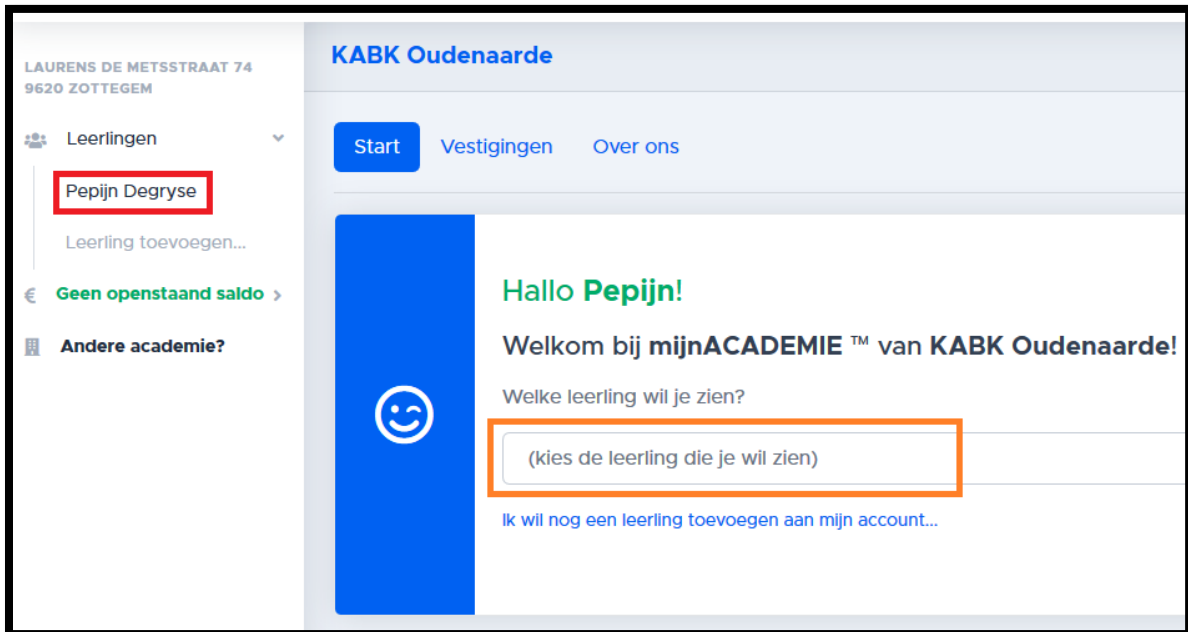 LAURENS DE METSSTRAAT 74
9620 ZOTTEGEM
Leerlingen
Pepijn Degryse
Leerling toevoegen...
€ Geen openstaand saldo
Andere academie?
KABK Oudenaarde
Start Vestigingen Over ons
Hallo Pepijn!
Welkom bij mijnACADEMIE ™ van KABK Oudenaarde!
Welke leerling wil je zien?
(kies de leerling die je wil zien)
Ik wil nog een leerling toevoegen aan mijn account...